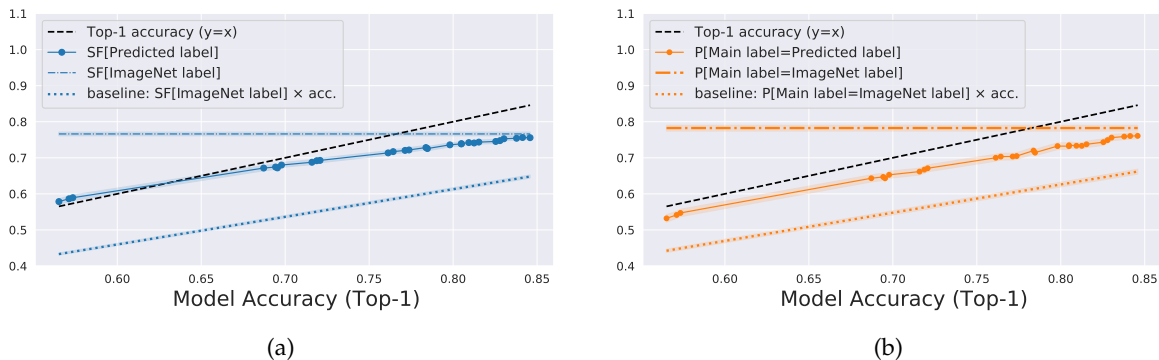 1.1
1.0
0.9
0.8
0.7
0.6
0.5
0.4
Top-1 accuracy (y=x)
SF[Predicted label]
SF[ImageNet label]
baseline: SF[ImageNet label] × acc.
0.60 0.65 0.70 0.75 0.80 0.85
Model Accuracy (Top-1)
(a)
1.1
1.0
0.9
0.8
0.7
0.6
0.5
0.4
Top-1 accuracy (y=x)
P[Main label=Predicted label]
P[Main label=ImageNet label]
baseline: P[Main label=ImageNet label] × acc.
0.60 0.65 0.70 0.75 0.80 0.85
Model Accuracy (Top-1)
(b)